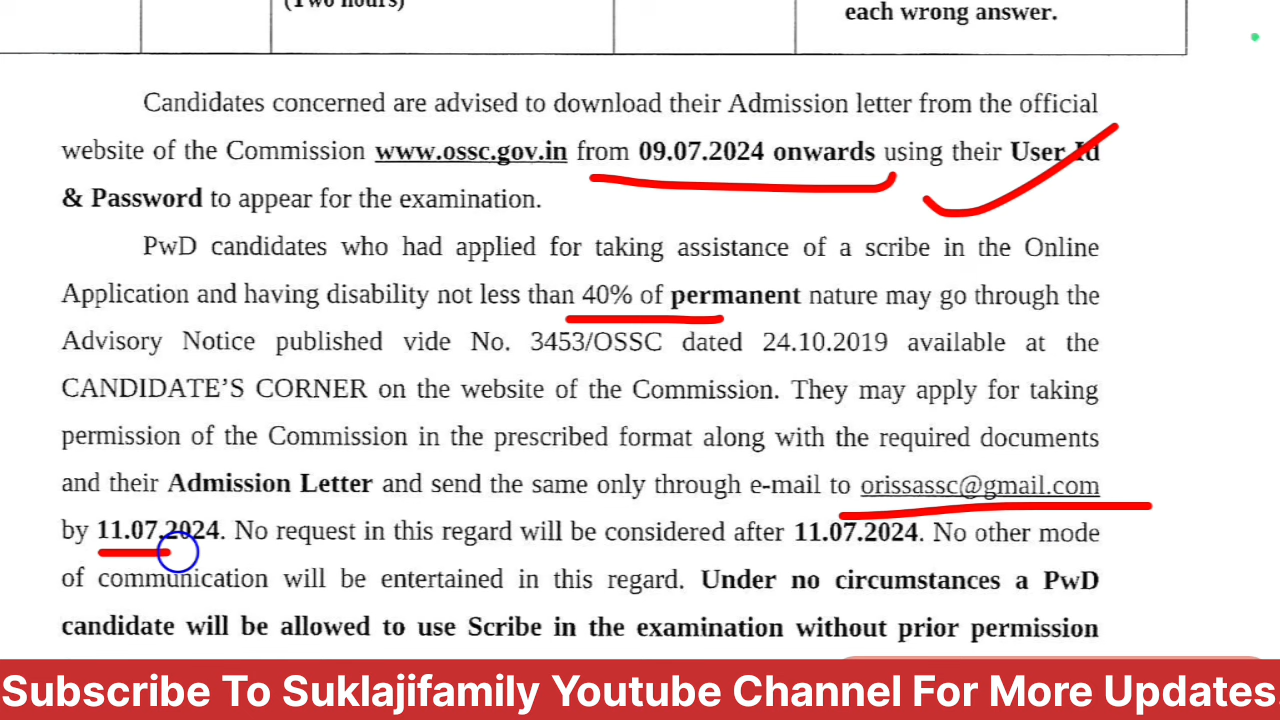 (Two hours)
each wrong answer.
Candidates concerned are advised to download their Admission letter from the official
website of the Commission www.ossc.gov.in from 09.07.2024 onwards using their User Id
& Password to appear for the examination.
PwD candidates who had applied for taking assistance of a scribe in the Online
Application and having disability not less than 40% of permanent nature may go through the
Advisory Notice published vide No. 3453/OSSC dated 24.10.2019 available at the
CANDIDATE'S CORNER on the website of the Commission. They may apply for taking
permission of the Commission in the prescribed format along with the required documents
and their Admission Letter and send the same only through e-mail to orissassc@gmail.com
by 11.07.2024. No request in this regard will be considered after 11.07.2024. No other mode
of communication will be entertained in this regard. Under no circumstances a PwD
candidate will be allowed to use Scribe in the examination without prior permission
Subscribe To Suklajifamily Youtube Channel For More Updates